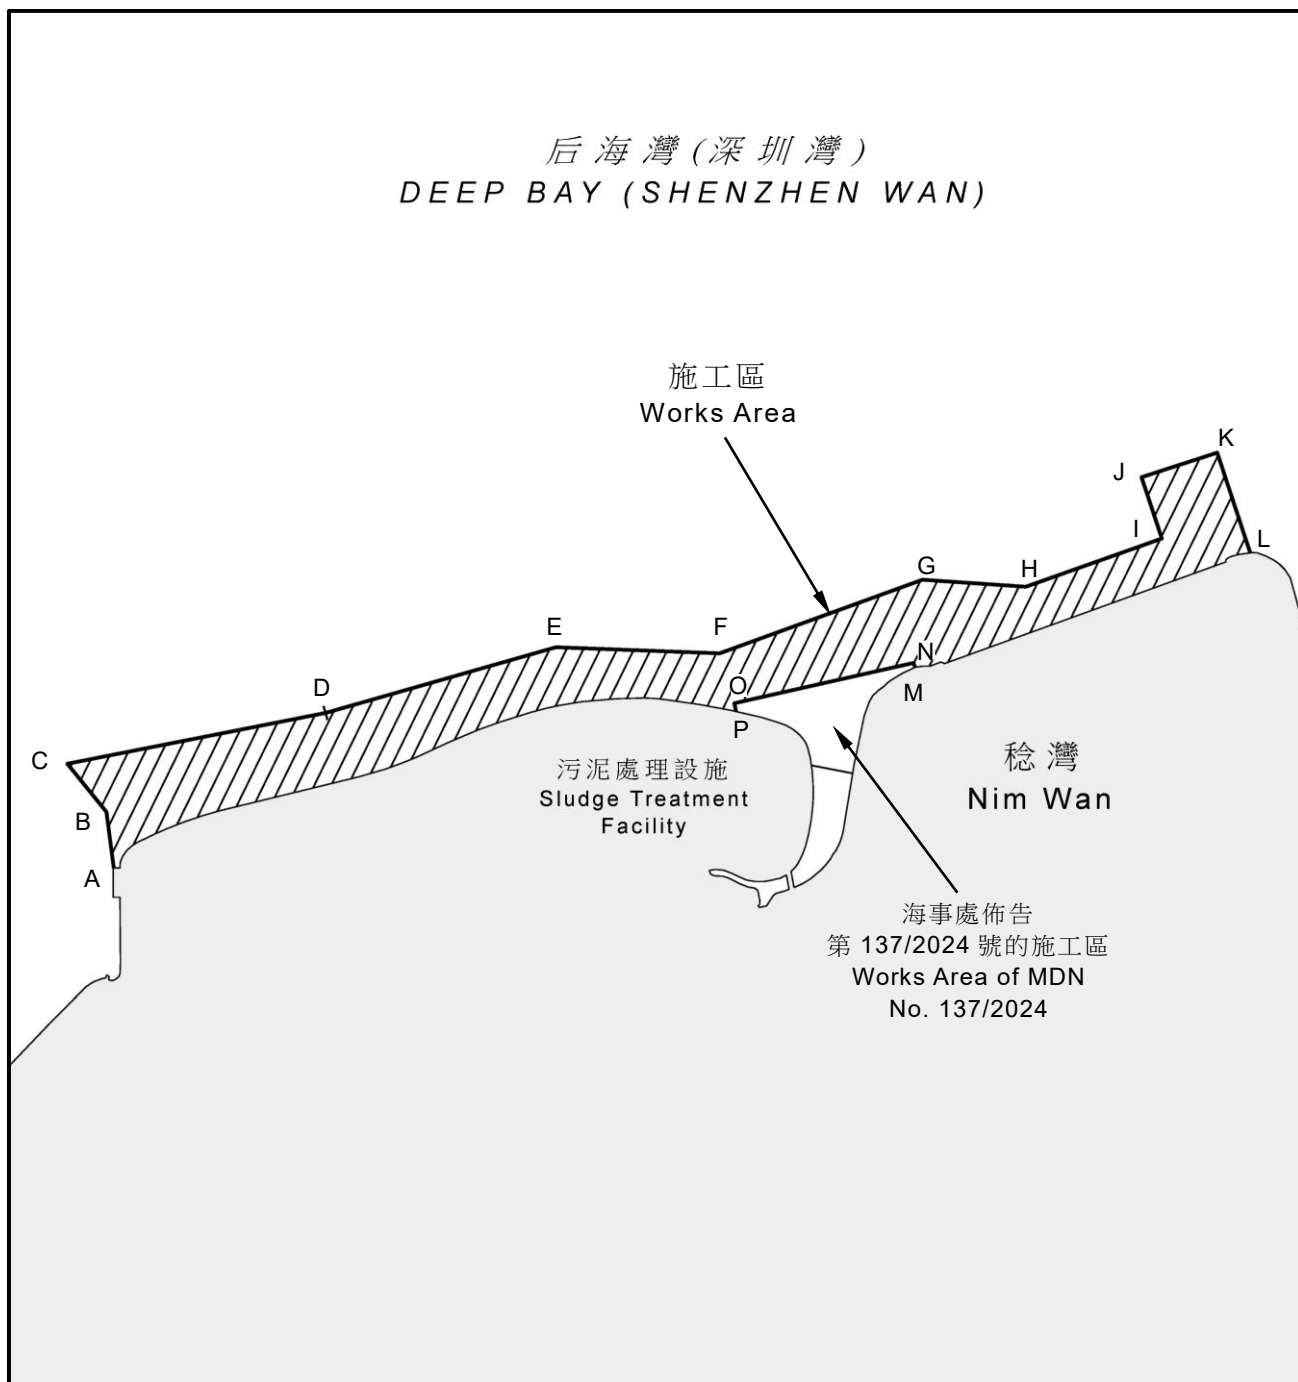 后海灣(深圳灣)
DEEP BAY (SHENZHEN WAN)
施工區
Works Area
K
J
I
L
G
H
E
F
N
D
O
M
P
C
稔灣
Nim Wan
污泥處理設施
Sludge Treatment
Facility
B
A
海事處佈告
第 137/2024 號的施工區
Works Area of MDN
No. 137/2024